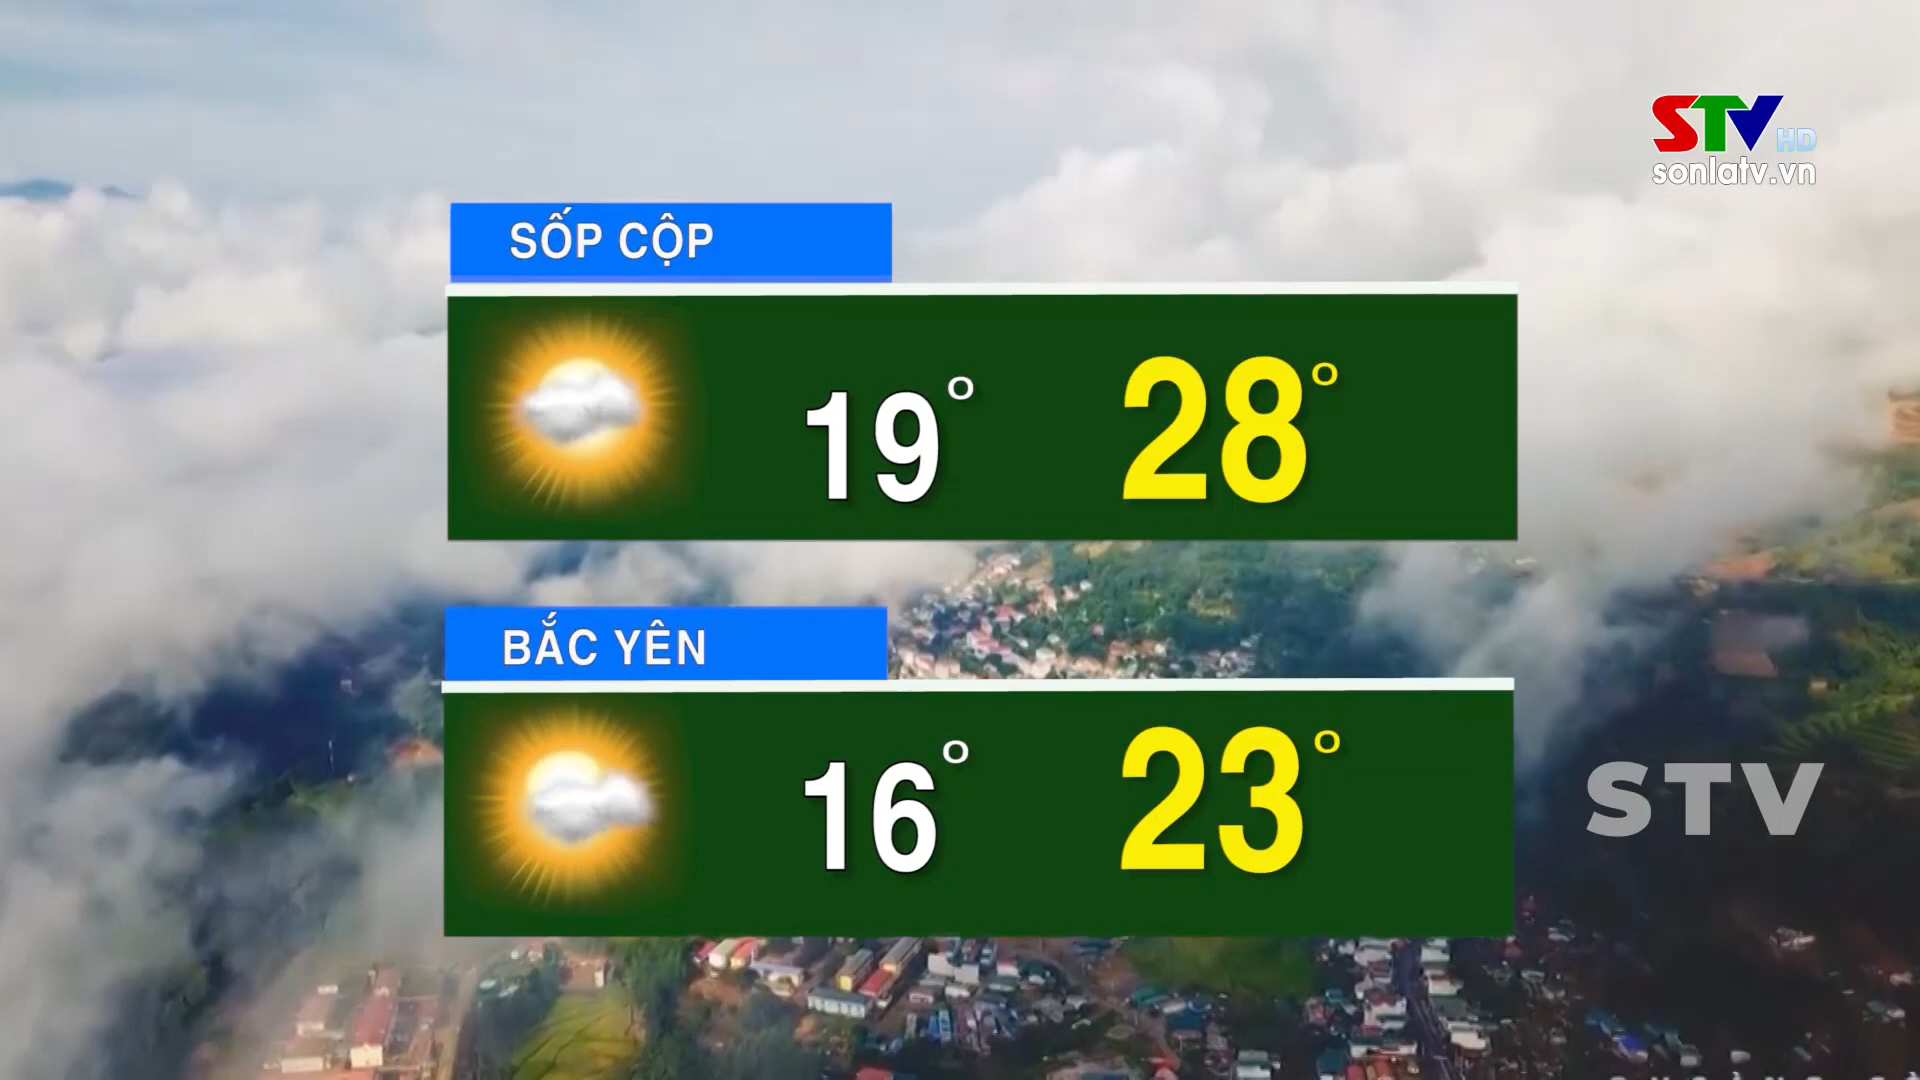 STV HD
sonlatv.vn
SỐP CỘP
19° 28°
BẮC YÊN
16° 23°
STV